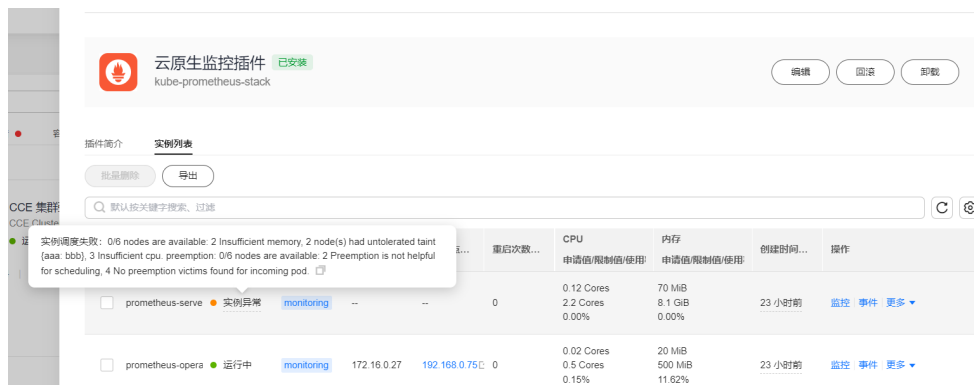 云原生监控插件 已安装
kube-prometheus-stack
编辑 回滚 卸载
插件简介 实例列表
批量删除 导出
默认按关键字搜索、过滤
CCE 集群
CCE Cluste
实例调度失败：0/6 nodes are available: 2 Insufficient memory, 2 node(s) had untolerated taint
{aaa: bbb}, 3 Insufficient cpu. preemption: 0/6 nodes are available: 2 Preemption is not helpful
for scheduling, 4 No preemption victims found for incoming pod.
重启次数... CPU 内存 创建时间... 操作
申请值/限制值/使用 申请值/限制值/使用
0.12 Cores 70 MiB
prometheus-serve 实例异常 monitoring -- -- 0 2.2 Cores 8.1 GiB 23 小时前 监控 事件 更多
0.00% 0.00%
0.02 Cores 20 MiB
prometheus-opera 运行中 monitoring 172.16.0.27 192.168.0.75 0 0.5 Cores 500 MiB 23 小时前 监控 事件 更多
0.15% 11.62%